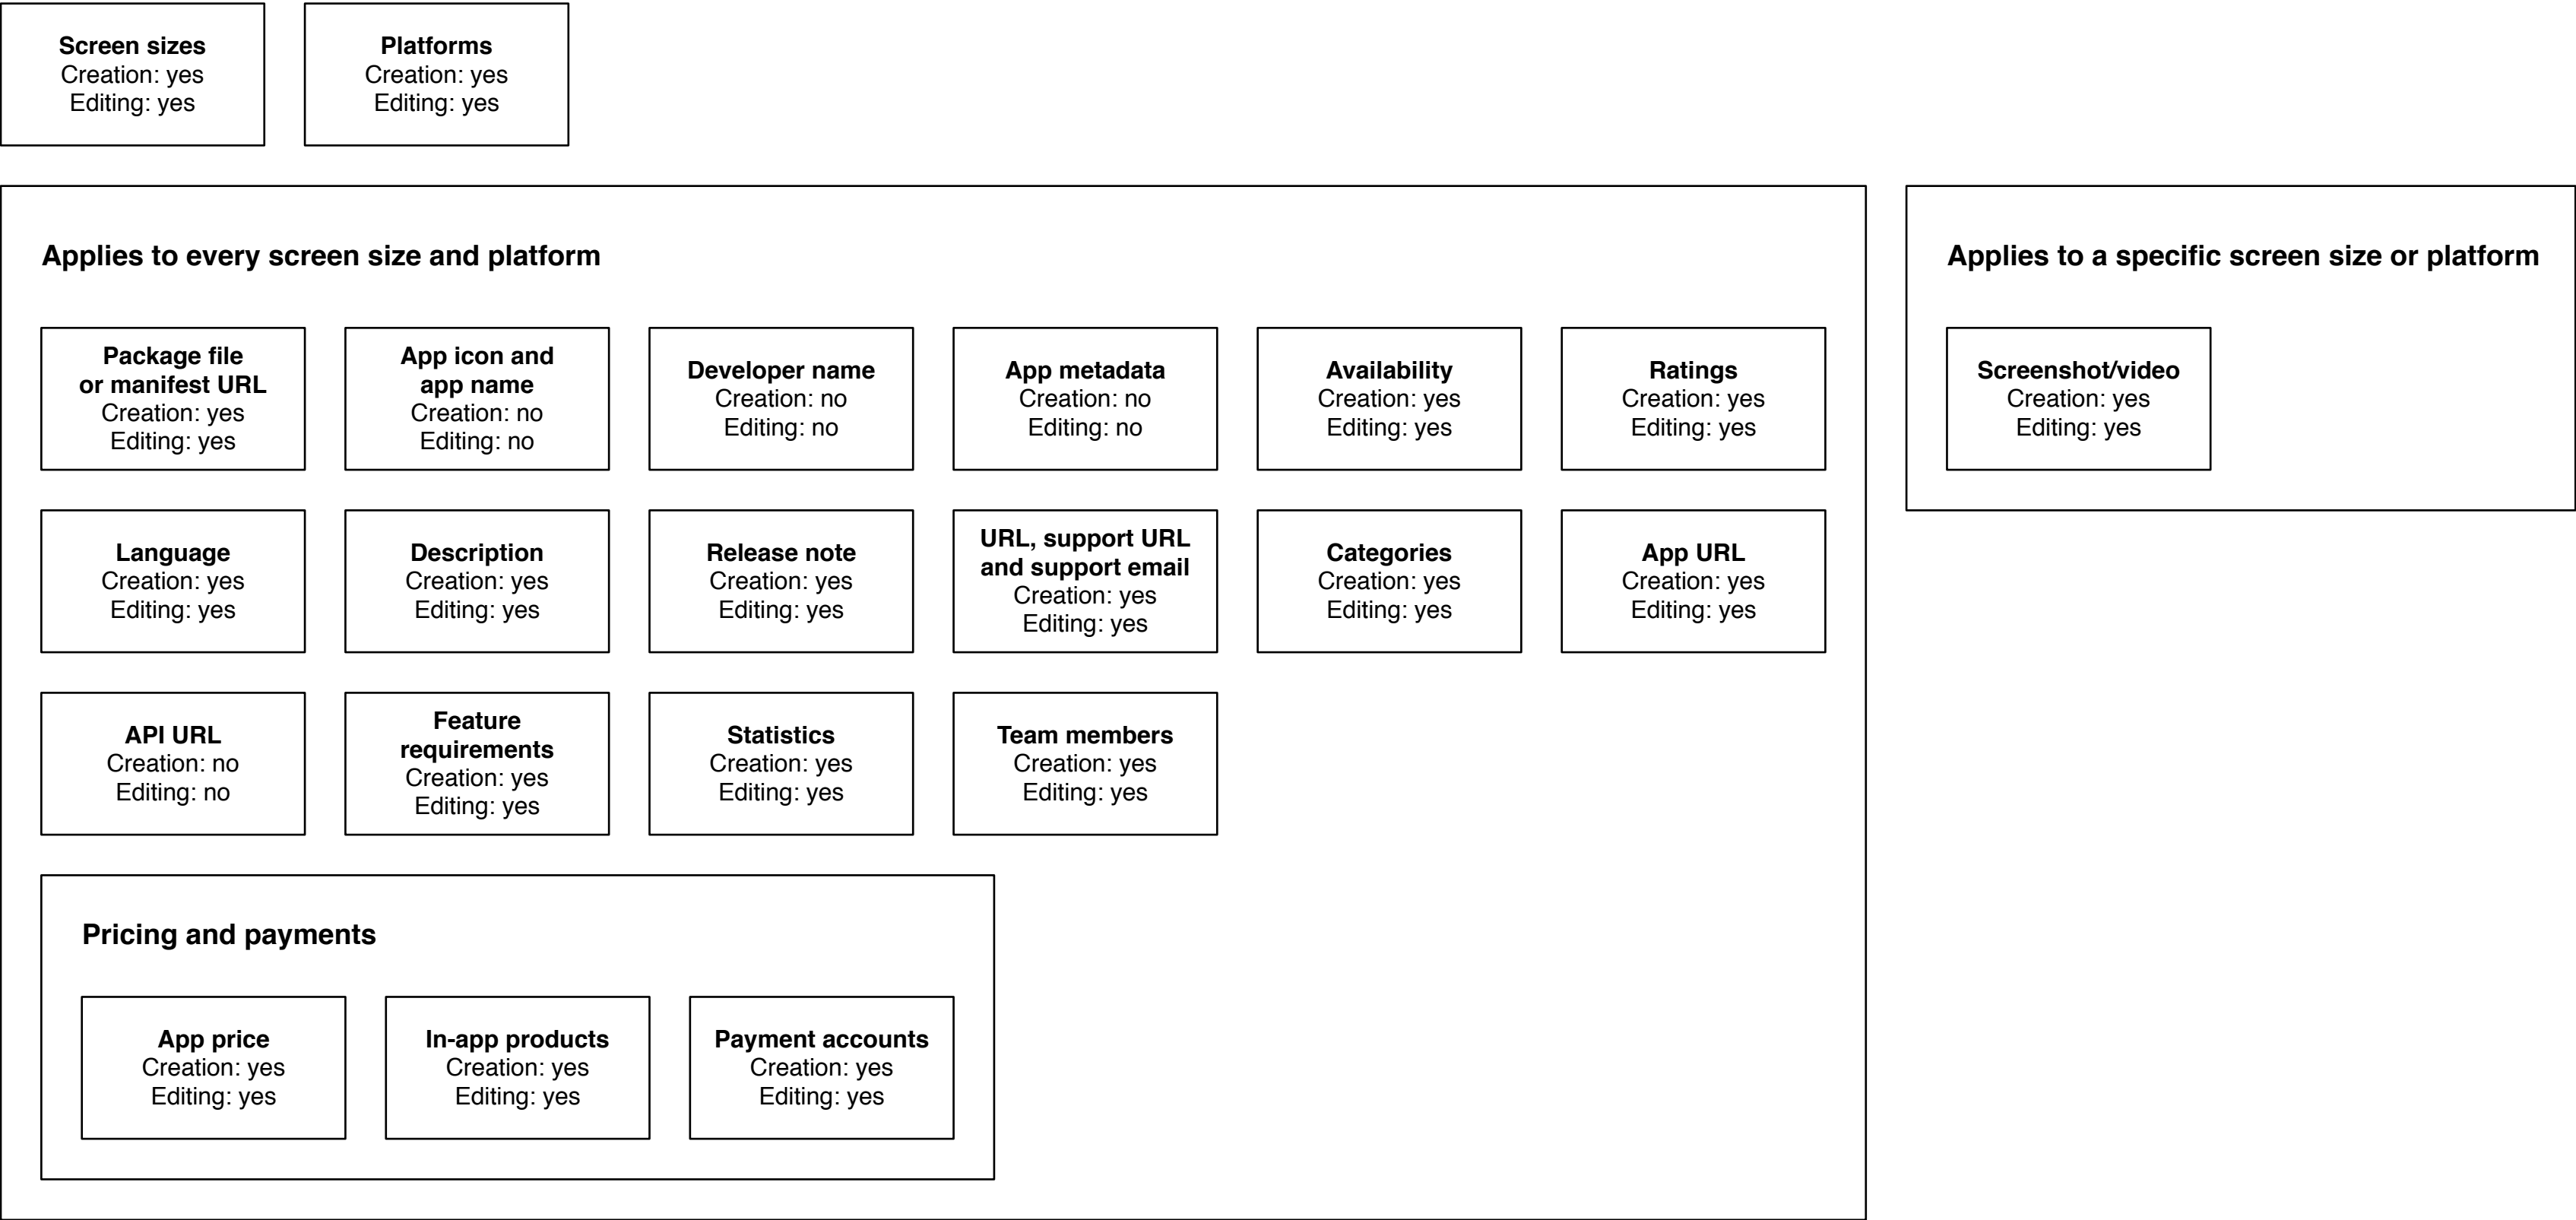 Screen sizes
Creation: yes
Editing: yes
Platforms
Creation: yes
Editing: yes
Applies to every screen size and platform
Package file
or manifest URL
Creation: yes
Editing: yes
App icon and
app name
Creation: no
Editing: no
Developer name
Creation: no
Editing: no
App metadata
Creation: no
Editing: no
Availability
Creation: yes
Editing: yes
Ratings
Creation: yes
Editing: yes
Language
Creation: yes
Editing: yes
Description
Creation: yes
Editing: yes
Release note
Creation: yes
Editing: yes
URL, support URL
and support email
Creation: yes
Editing: yes
Categories
Creation: yes
Editing: yes
App URL
Creation: yes
Editing: yes
API URL
Creation: no
Editing: no
Feature
requirements
Creation: yes
Editing: yes
Statistics
Creation: yes
Editing: yes
Team members
Creation: yes
Editing: yes
Pricing and payments
App price
Creation: yes
Editing: yes
In-app products
Creation: yes
Editing: yes
Payment accounts
Creation: yes
Editing: yes
Applies to a specific screen size or platform
Screenshot/video
Creation: yes
Editing: yes